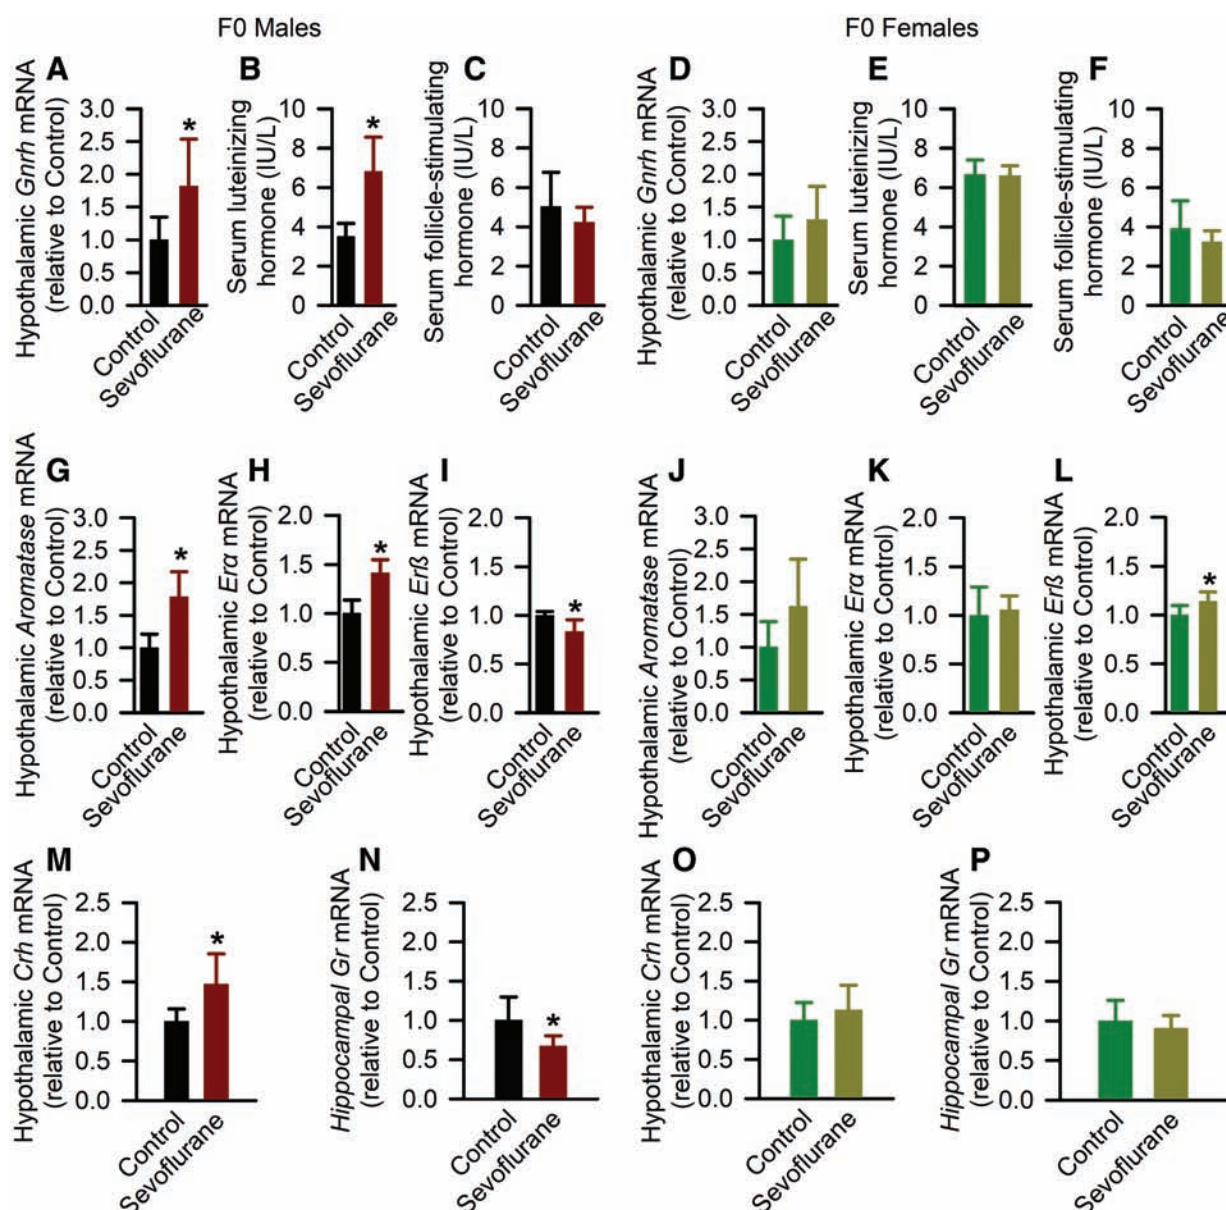 F0 Males
F0 Females
A
Hypothalamic Gnrh mRNA
(relative to Control)
3.0
2.5
2.0
1.5
1.0
0.5
0.0
*
Control
Sevoflurane
B
Serum luteinizing
hormone (IU/L)
10
8
6
4
2
0
*
Control
Sevoflurane
C
Serum follicle-stimulating
hormone (IU/L)
10
8
6
4
2
0
Control
Sevoflurane
D
Hypothalamic Gnrh mRNA
(relative to Control)
3.0
2.5
2.0
1.5
1.0
0.5
0.0
Control
Sevoflurane
E
Serum luteinizing
hormone (IU/L)
10
8
6
4
2
0
Control
Sevoflurane
F
Serum follicle-stimulating
hormone (IU/L)
10
8
6
4
2
0
Control
Sevoflurane
G
Hypothalamic Aromatase mRNA
(relative to Control)
3.0
2.5
2.0
1.5
1.0
0.5
0.0
*
Control
Sevoflurane
H
Hypothalamic Erα mRNA
(relative to Control)
2.0
1.5
1.0
0.5
0.0
*
Control
Sevoflurane
I
Hypothalamic Erß mRNA
(relative to Control)
2.0
1.5
1.0
0.5
0.0
*
Control
Sevoflurane
J
Hypothalamic Aromatase mRNA
(relative to Control)
3.0
2.5
2.0
1.5
1.0
0.5
0.0
Control
Sevoflurane
K
Hypothalamic Erα mRNA
(relative to Control)
2.0
1.5
1.0
0.5
0.0
Control
Sevoflurane
L
Hypothalamic Erß mRNA
(relative to Control)
2.0
1.5
1.0
0.5
0.0
*
Control
Sevoflurane
M
Hypothalamic Crh mRNA
(relative to Control)
2.5
2.0
1.5
1.0
0.5
0.0
*
Control
Sevoflurane
N
Hippocampal Gr mRNA
(relative to Control)
2.5
2.0
1.5
1.0
0.5
0.0
*
Control
Sevoflurane
O
Hypothalamic Crh mRNA
(relative to Control)
2.5
2.0
1.5
1.0
0.5
0.0
Control
Sevoflurane
P
Hippocampal Gr mRNA
(relative to Control)
2.5
2.0
1.5
1.0
0.5
0.0
Control
Sevoflurane